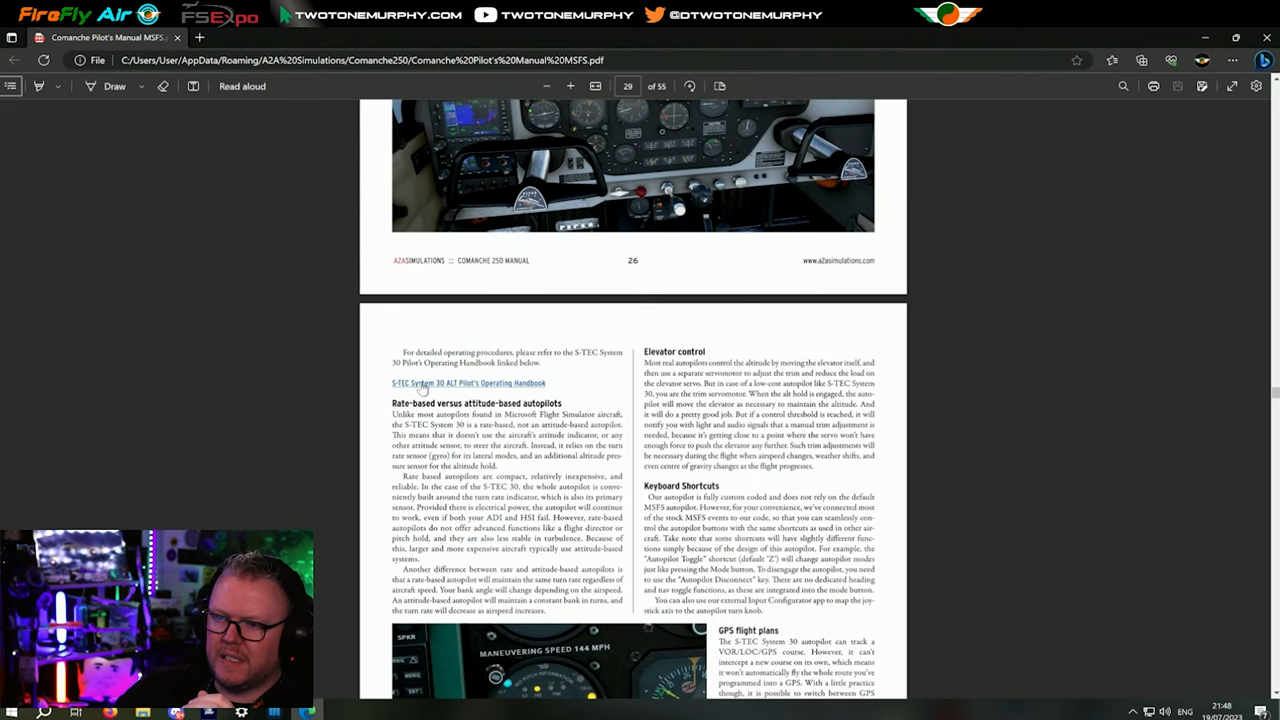 FireFly Air
FSExpo
TWOTONEMURPHY.COM
TWOTONEMURPHY
@DTWOTONEMURPHY
Comanche Pilot's Manual MSFS
File
C:/Users/User/AppData/Roaming/A2A%20Simulations/Comanche250/Comanche%20Pilot's%20Manual%20MSFS.pdf
Draw
Read aloud
29 of 55
A2ASIMULATIONS ::: COMANCHE 250 MANUAL
26
www.a2asimulations.com
For detailed operating procedures, please refer to the S-TEC System
30 Pilot's Operating Handbook linked below.
S-TEC System 30 ALT Pilot's Operating Handbook
Rate-based versus attitude-based autopilots
Unlike most autopilots found in Microsoft Flight Simulator aircraft,
the S-TEC System 30 is a rate-based, not an attitude-based autopilot.
This means that it doesn't use the aircraft's attitude indicator, or any
other attitude sensor, to steer the aircraft. Instead, it relies on the turn
rate sensor (gyro) for its lateral modes, and an additional altitude pres-
sure sensor for the altitude hold.
Rate based autopilots are compact, relatively inexpensive, and
reliable. In the case of the S-TEC 30, the whole autopilot is conve-
niently built around the turn rate indicator, which is also its primary
sensor. Provided there is electrical power, the autopilot will continue
to work, even if both your ADI and HSI fail. However, rate-based
autopilots do not offer advanced functions like a flight director or
pitch hold, and they are also less stable in turbulence. Because of
this, larger and more expensive aircraft typically use attitude-based
systems.
Another difference between rate and attitude-based autopilots is
that a rate-based autopilot will maintain the same turn rate regardless of
aircraft speed. Your bank angle will change depending on the airspeed.
An attitude-based autopilot will maintain a constant bank in turns, and
the turn rate will decrease as airspeed increases.
Elevator control
Most real autopilots control the altitude by moving the elevator itself, and
then use a separate servomotor to adjust the trim and reduce the load on
the elevator servo. But in case of a low-cost autopilot like S-TEC System
30, you are the trim servomotor. When the alt hold is engaged, the auto-
pilot will move the elevator as necessary to maintain the altitude. And
it will do a pretty good job. But if a control threshold is reached, it will
notify you with light and audio signals that a manual trim adjustment is
needed, because it's getting close to a point where the servo won't have
enough force to push the elevator any further. Such trim adjustments will
be necessary during the flight when airspeed changes, weather shifts, and
even centre of gravity changes as the flight progresses.
Keyboard Shortcuts
Our autopilot is fully custom coded and does not rely on the default
MSFS autopilot. However, for your convenience, we've connected most
of the stock MSFS events to our code, so that you can seamlessly con-
trol the autopilot buttons with the same shortcuts as used in other air-
craft. Take note that some shortcuts will have slightly different func-
tions simply because of the design of this autopilot. For example, the
"Autopilot Toggle" shortcut (default 'Z') will change autopilot modes
just like pressing the Mode button. To disengage the autopilot, you need
to use the "Autopilot Disconnect" key. There are no dedicated heading
and nav toggle functions, as these are integrated into the mode button.
You can also use our external Input Configurator app to map the joy-
stick axis to the autopilot turn knob.
SPKR
MENU
ENT
MANEUVERING SPEED 144 MPH
GPS flight plans
The S-TEC System 30 autopilot can track a
VOR/LOC/GPS course. However, it can't
intercept a new course on its own, which means
it won't automatically fly the whole route you've
programmed into a GPS. With a little practice
though, it is possible to switch between GPS
21:48
19/07/2023